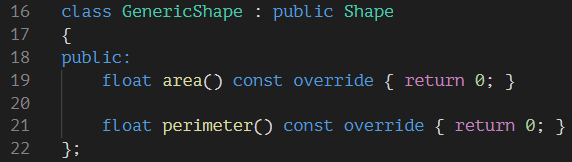 16 class GenericShape : public Shape
17 {
18 public:
19     float area() const override { return 0; }
20
21     float perimeter() const override { return 0; }
22 };